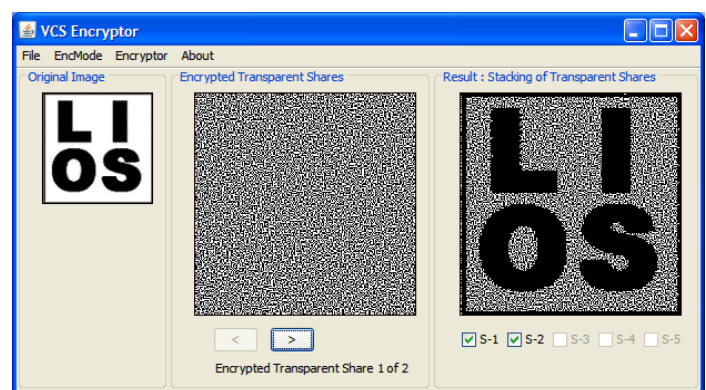 VCS Encryptor
File EncMode Encryptor About
Original Image
Encrypted Transparent Shares
Result : Stacking of Transparent Shares
L I
OS
L I
OS
< >
S-1 S-2 S-3 S-4 S-5
Encrypted Transparent Share 1 of 2